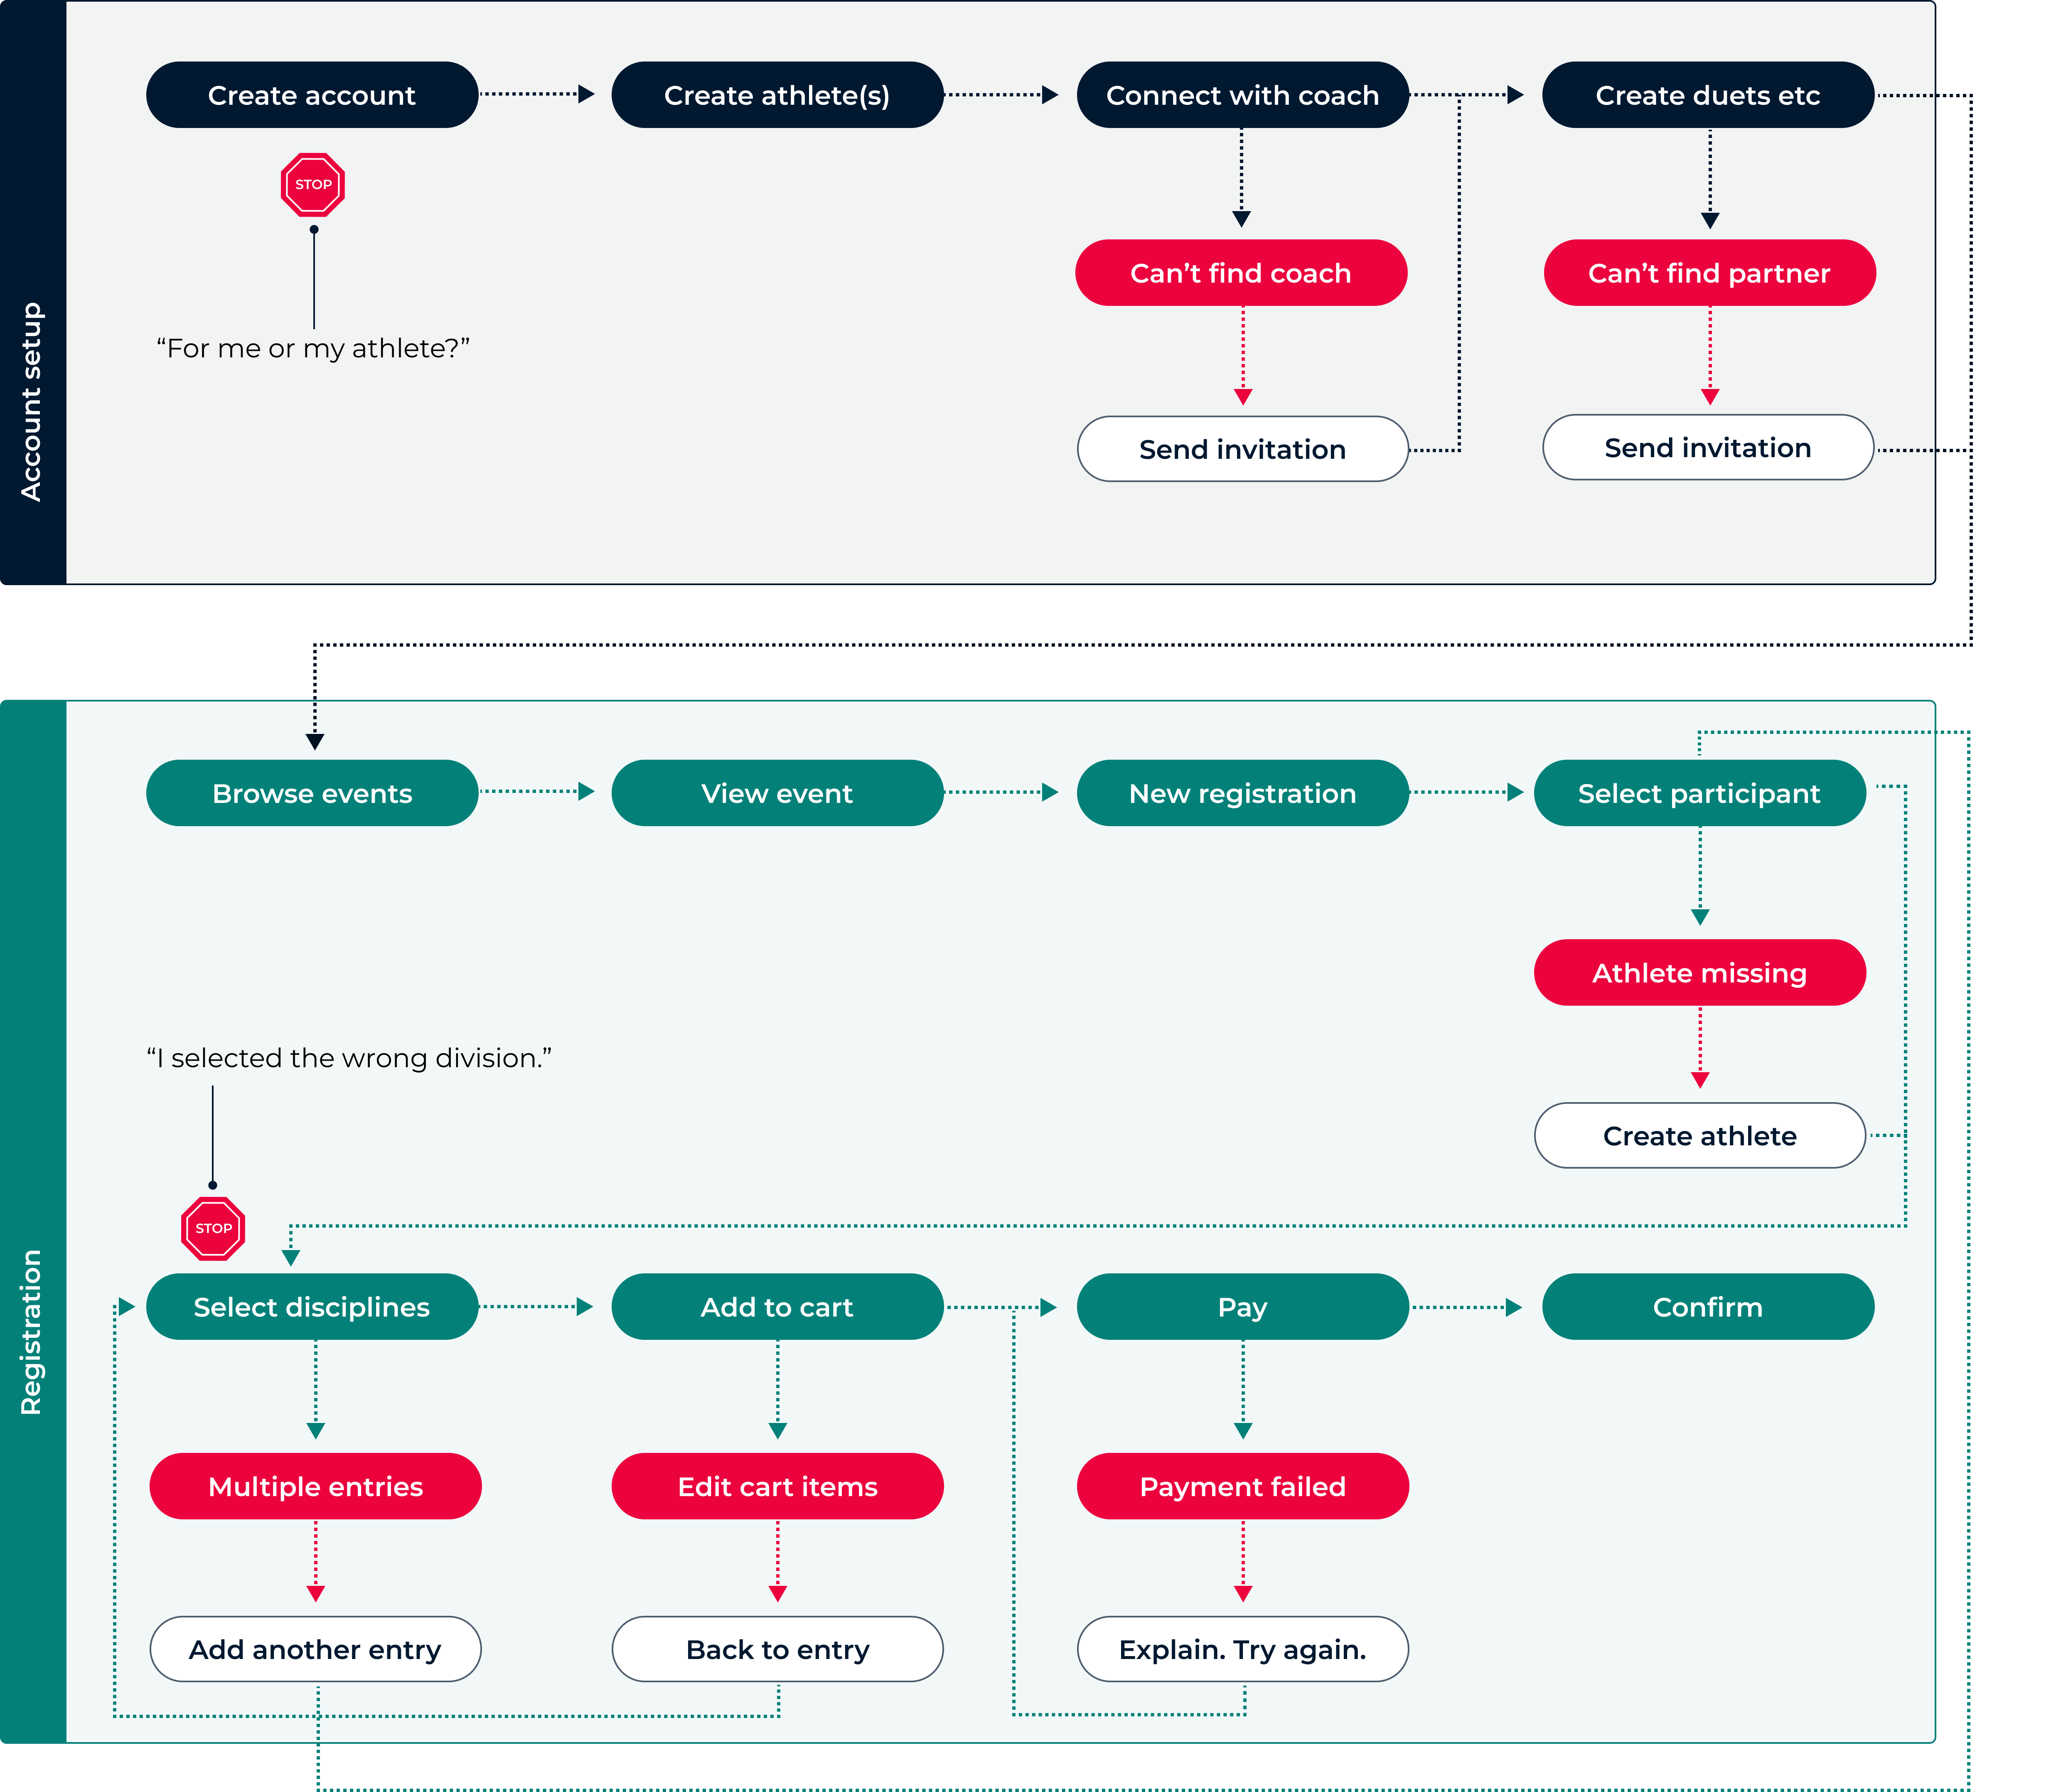 Account setup
Create account
Create athlete(s)
Connect with coach
Create duets etc
STOP
Can’t find coach
Can’t find partner
“For me or my athlete?”
Send invitation
Send invitation
Registration
Browse events
View event
New registration
Select participant
Athlete missing
“I selected the wrong division.”
Create athlete
STOP
Select disciplines
Add to cart
Pay
Confirm
Multiple entries
Edit cart items
Payment failed
Add another entry
Back to entry
Explain. Try again.